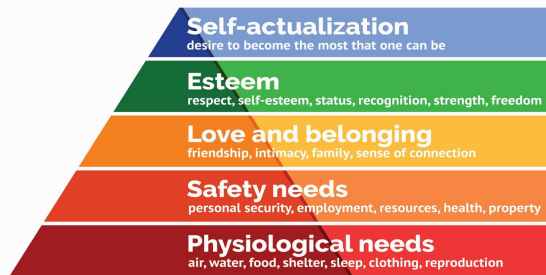 Self-actualization
desire to become the most that one can be
Esteem
respect, self-esteem, status, recognition, strength, freedom
Love and belonging
friendship, intimacy, family, sense of connection
Safety needs
personal security, employment, resources, health, property
Physiological needs
air, water, food, shelter, sleep, clothing, reproduction